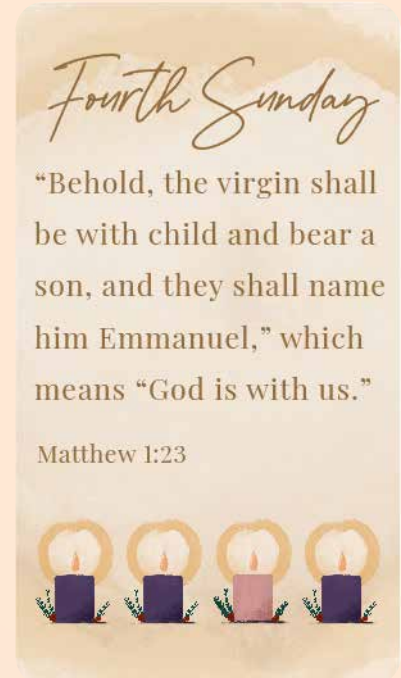 Fourth Sunday
“Behold, the virgin shall
be with child and bear a
son, and they shall name
him Emmanuel,” which
means “God is with us.”
Matthew 1:23